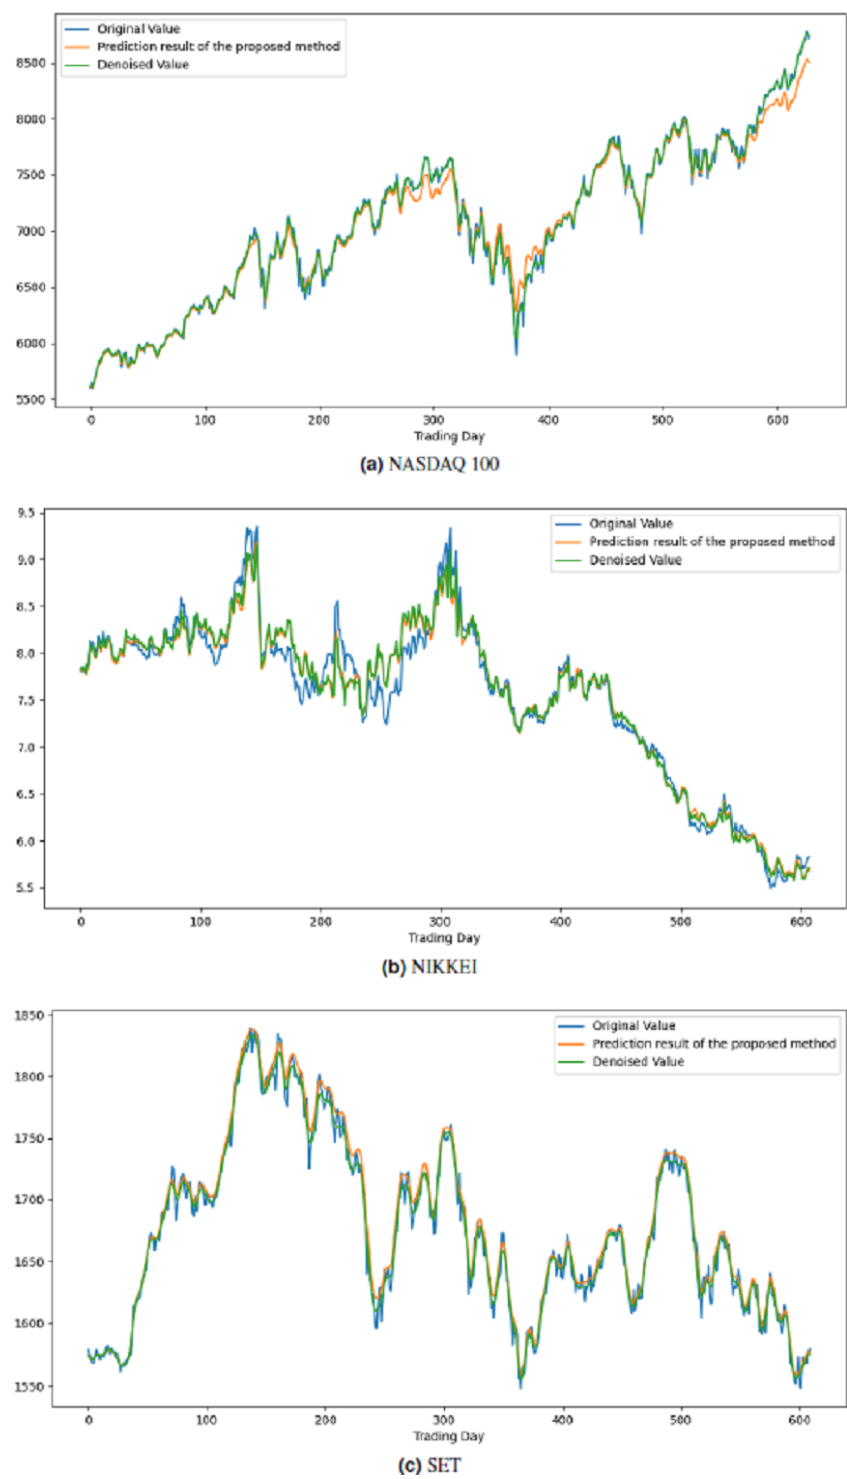 Original Value
Prediction result of the proposed method
Denoised Value
8500
8000
7500
7000
6500
6000
5500
0 100 200 300 400 500 600
Trading Day
(a) NASDAQ 100
9.5
9.0
8.5
8.0
7.5
7.0
6.5
6.0
5.5
Original Value
Prediction result of the proposed method
Denoised Value
0 100 200 300 400 500 600
Trading Day
(b) NIKKEI
1850
1800
1750
1700
1650
1600
1550
Original Value
Prediction result of the proposed method
Denoised Value
0 100 200 300 400 500 600
Trading Day
(c) SET